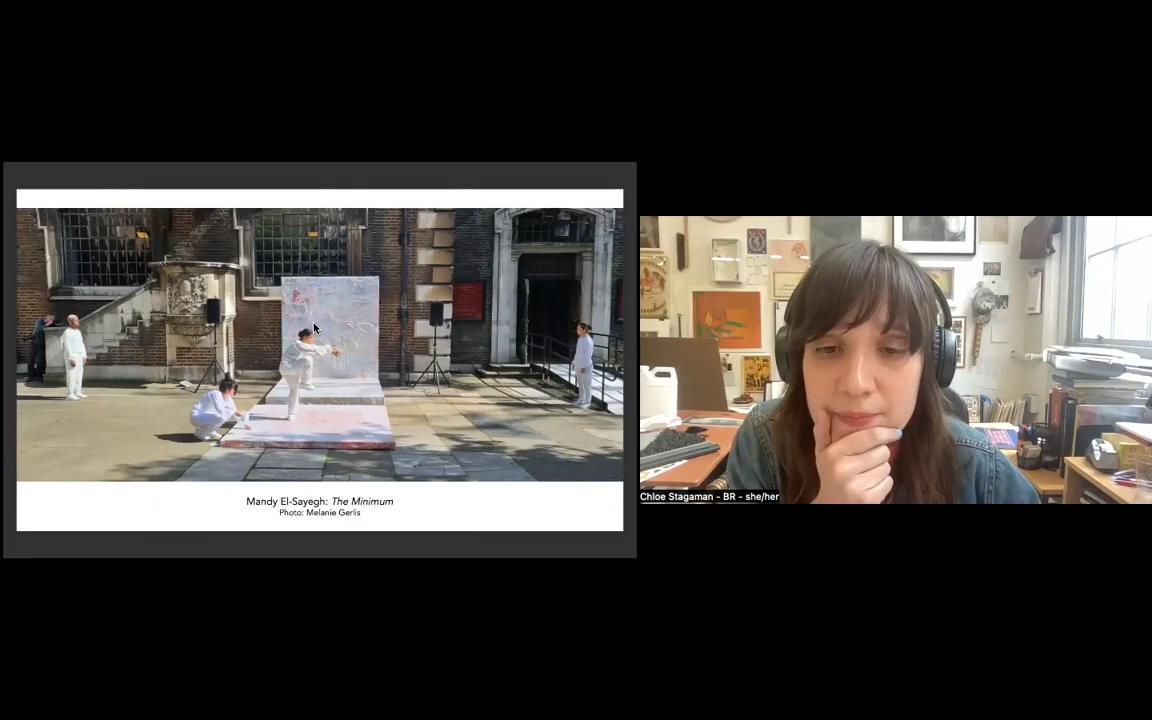 Mandy El-Sayegh: The Minimum
Photo: Melanie Gerlis
Chloe Stagaman - BR - she/her